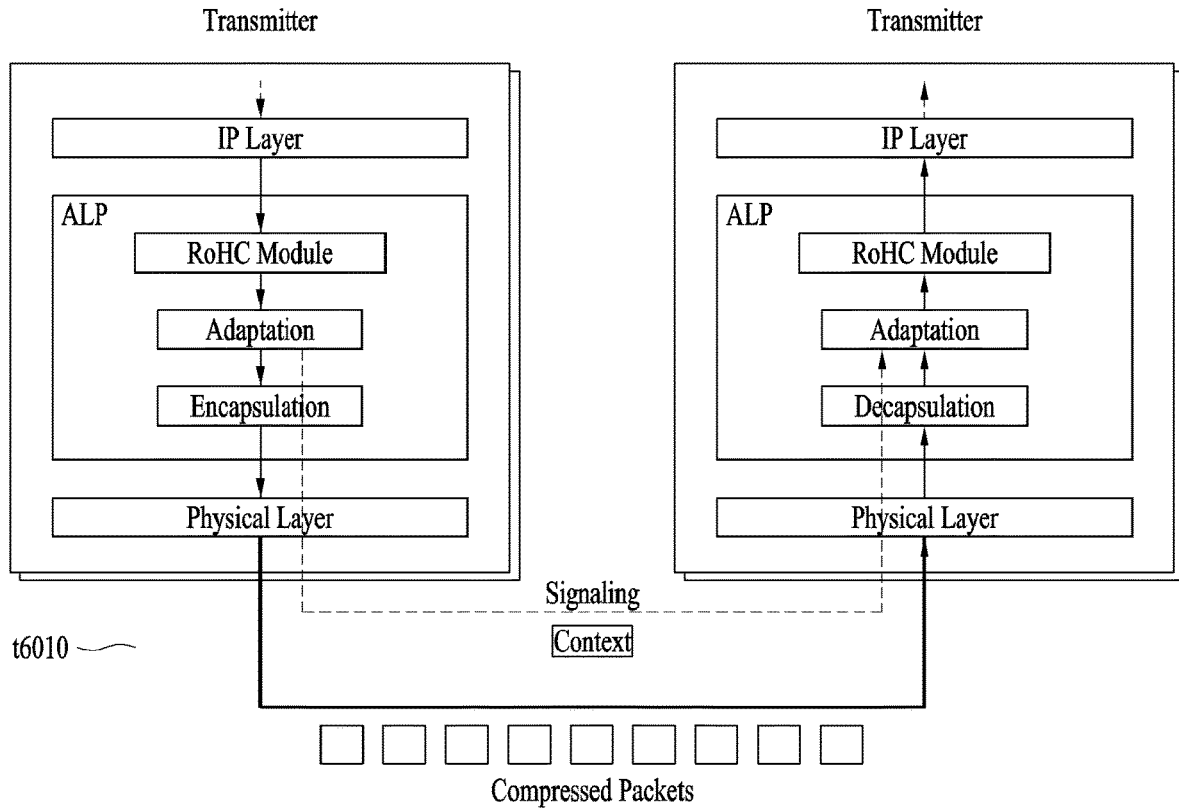 Transmitter
Transmitter
IP Layer
IP Layer
ALP
ALP
RoHC Module
RoHC Module
Adaptation
Adaptation
Encapsulation
Decapsulation
Physical Layer
Physical Layer
Signaling
Context
t6010
Compressed Packets